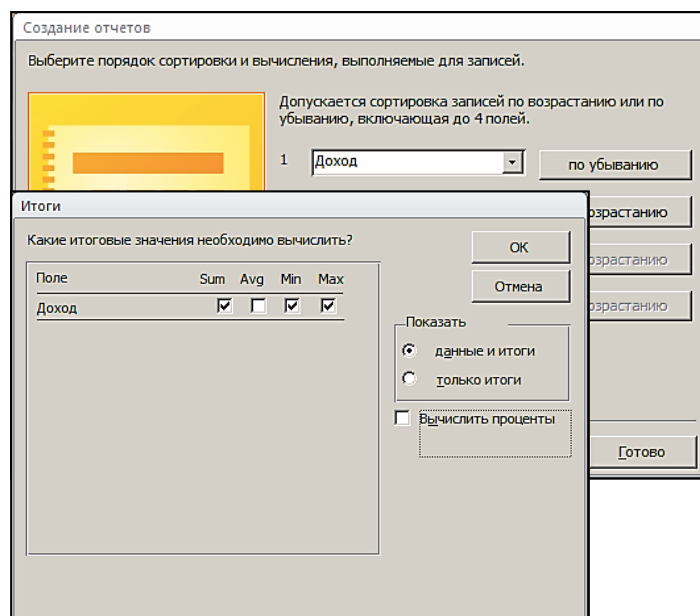 Создание отчетов
Выберите порядок сортировки и вычисления, выполняемые для записей.
Допускается сортировка записей по возрастанию или по
убыванию, включающая до 4 полей.
1 Доход по убыванию
Итоги
Какие итоговые значения необходимо вычислить?
ОК
Поле Sum Avg Min Max
Отмена
Доход
Показать
данные и итоги
только итоги
Вычислить проценты
Готово